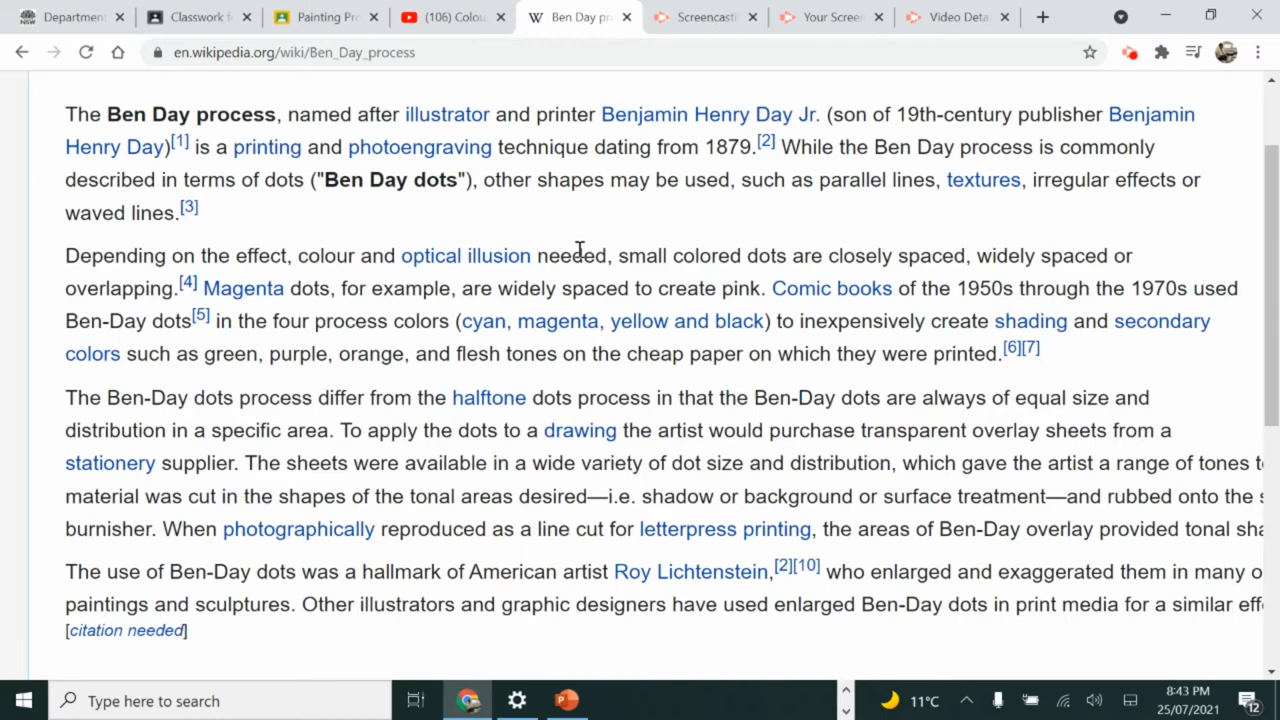 Department
Classwork f
Painting Pro
(106) Colou
Ben Day pr
Screencasti
Your Scree
Video Deta
en.wikipedia.org/wiki/Ben_Day_process
The Ben Day process, named after illustrator and printer Benjamin Henry Day Jr. (son of 19th-century publisher Benjamin
Henry Day)[1] is a printing and photoengraving technique dating from 1879.[2] While the Ben Day process is commonly
described in terms of dots ("Ben Day dots"), other shapes may be used, such as parallel lines, textures, irregular effects or
waved lines.[3]
Depending on the effect, colour and optical illusion needed, small colored dots are closely spaced, widely spaced or
overlapping.[4] Magenta dots, for example, are widely spaced to create pink. Comic books of the 1950s through the 1970s used
Ben-Day dots[5] in the four process colors (cyan, magenta, yellow and black) to inexpensively create shading and secondary
colors such as green, purple, orange, and flesh tones on the cheap paper on which they were printed.[6][7]
The Ben-Day dots process differ from the halftone dots process in that the Ben-Day dots are always of equal size and
distribution in a specific area. To apply the dots to a drawing the artist would purchase transparent overlay sheets from a
stationery supplier. The sheets were available in a wide variety of dot size and distribution, which gave the artist a range of tones t
material was cut in the shapes of the tonal areas desired—i.e. shadow or background or surface treatment—and rubbed onto the s
burnisher. When photographically reproduced as a line cut for letterpress printing, the areas of Ben-Day overlay provided tonal sha
The use of Ben-Day dots was a hallmark of American artist Roy Lichtenstein,[2][10] who enlarged and exaggerated them in many o
paintings and sculptures. Other illustrators and graphic designers have used enlarged Ben-Day dots in print media for a similar eff
[citation needed]
Type here to search
11°C
8:43 PM
25/07/2021
12